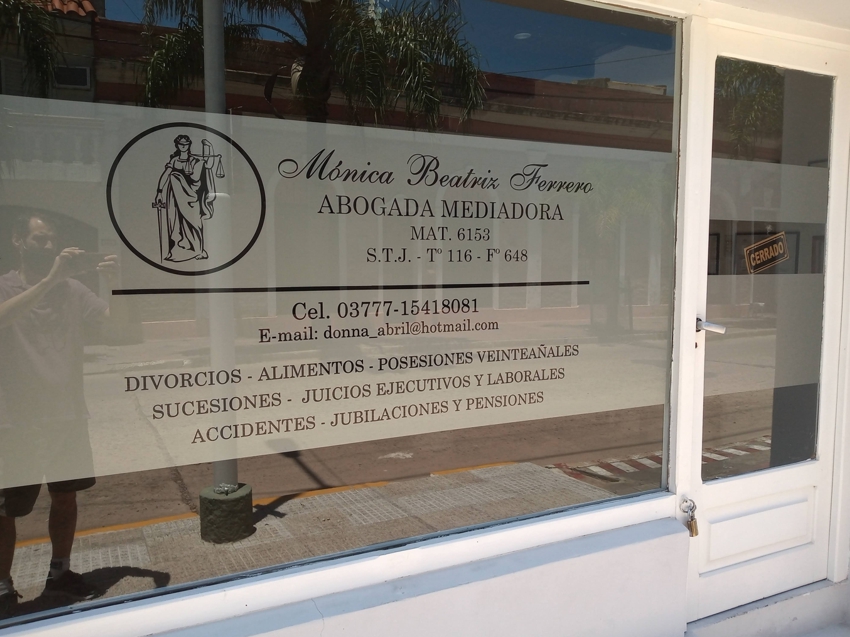 Mónica Beatriz Ferrero
ABOGADA MEDIADORA
MAT. 6153
S.T.J. - Tº 116 - Fº 648
Cel. 03777-15418081
E-mail: donna_abril@hotmail.com
DIVORCIOS - ALIMENTOS - POSESIONES VEINTEAÑALES
SUCESIONES - JUICIOS EJECUTIVOS Y LABORALES
ACCIDENTES - JUBILACIONES Y PENSIONES
CERRADO